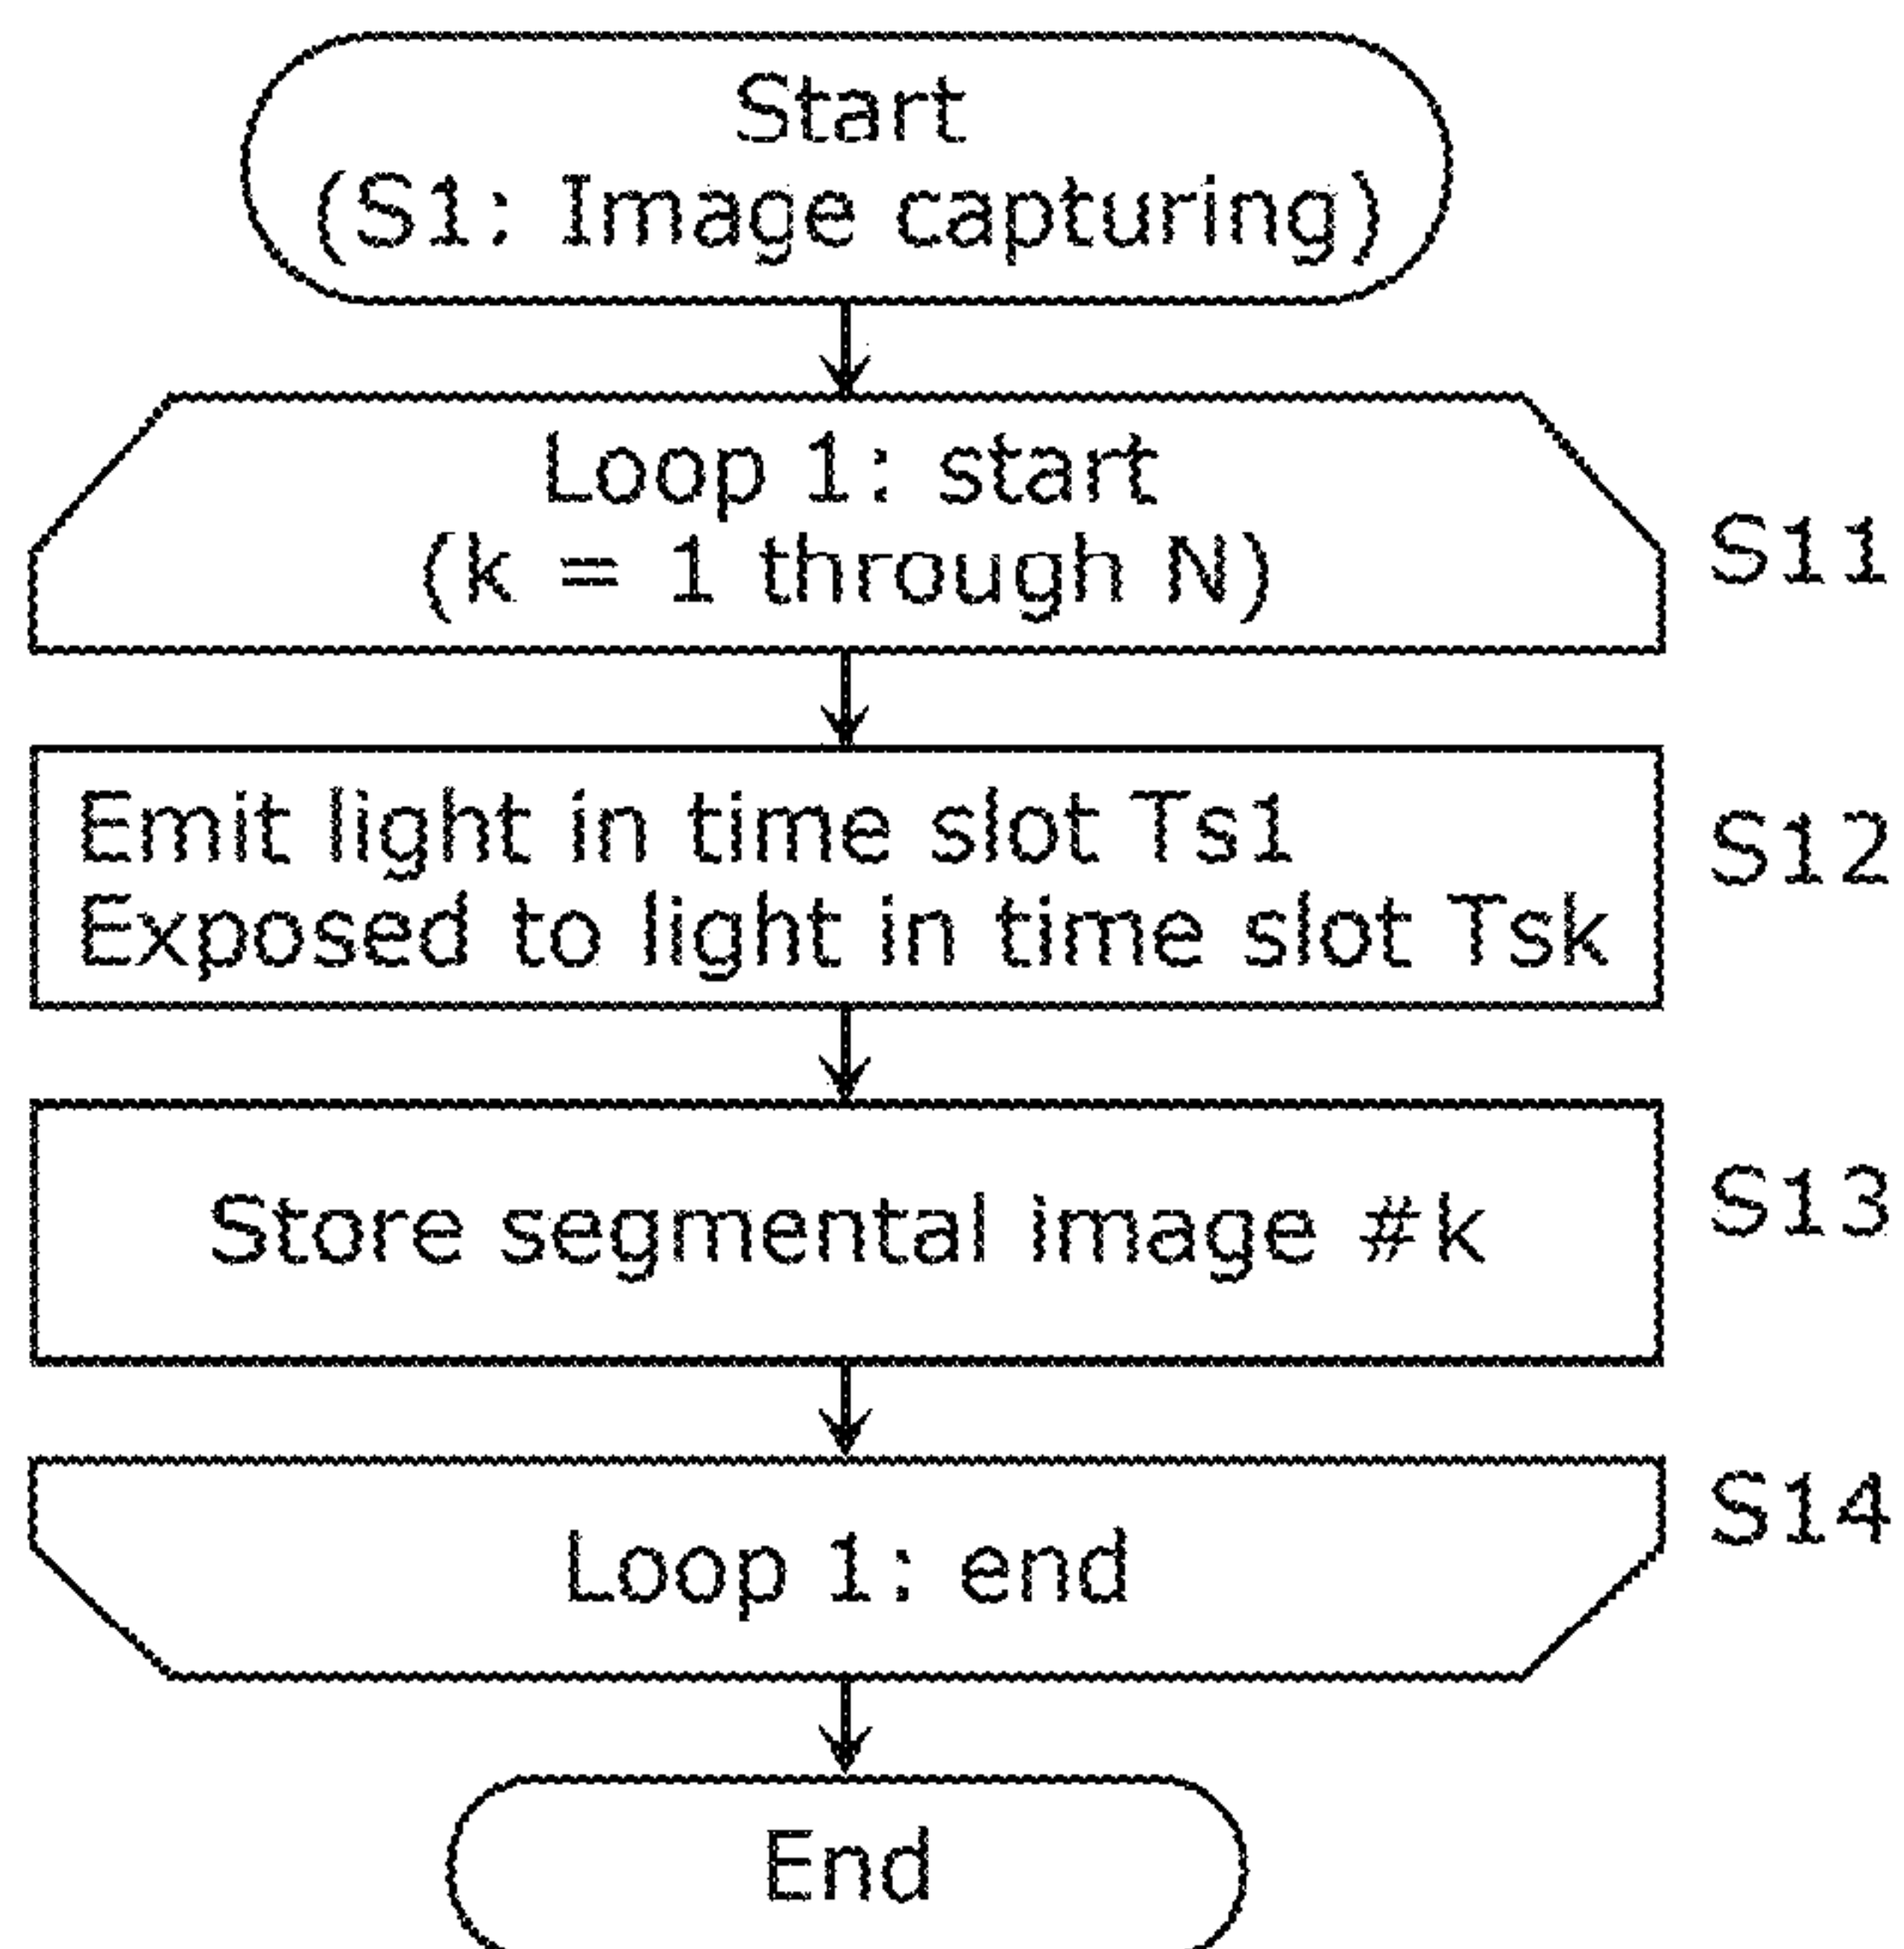 Start
(S1: Image capturing)
Loop 1: start
(k = 1 through N)
S11
Emit light in time slot Ts1
Exposed to light in time slot Tsk
S12
Store segmental image #k
S13
Loop 1: end
S14
End